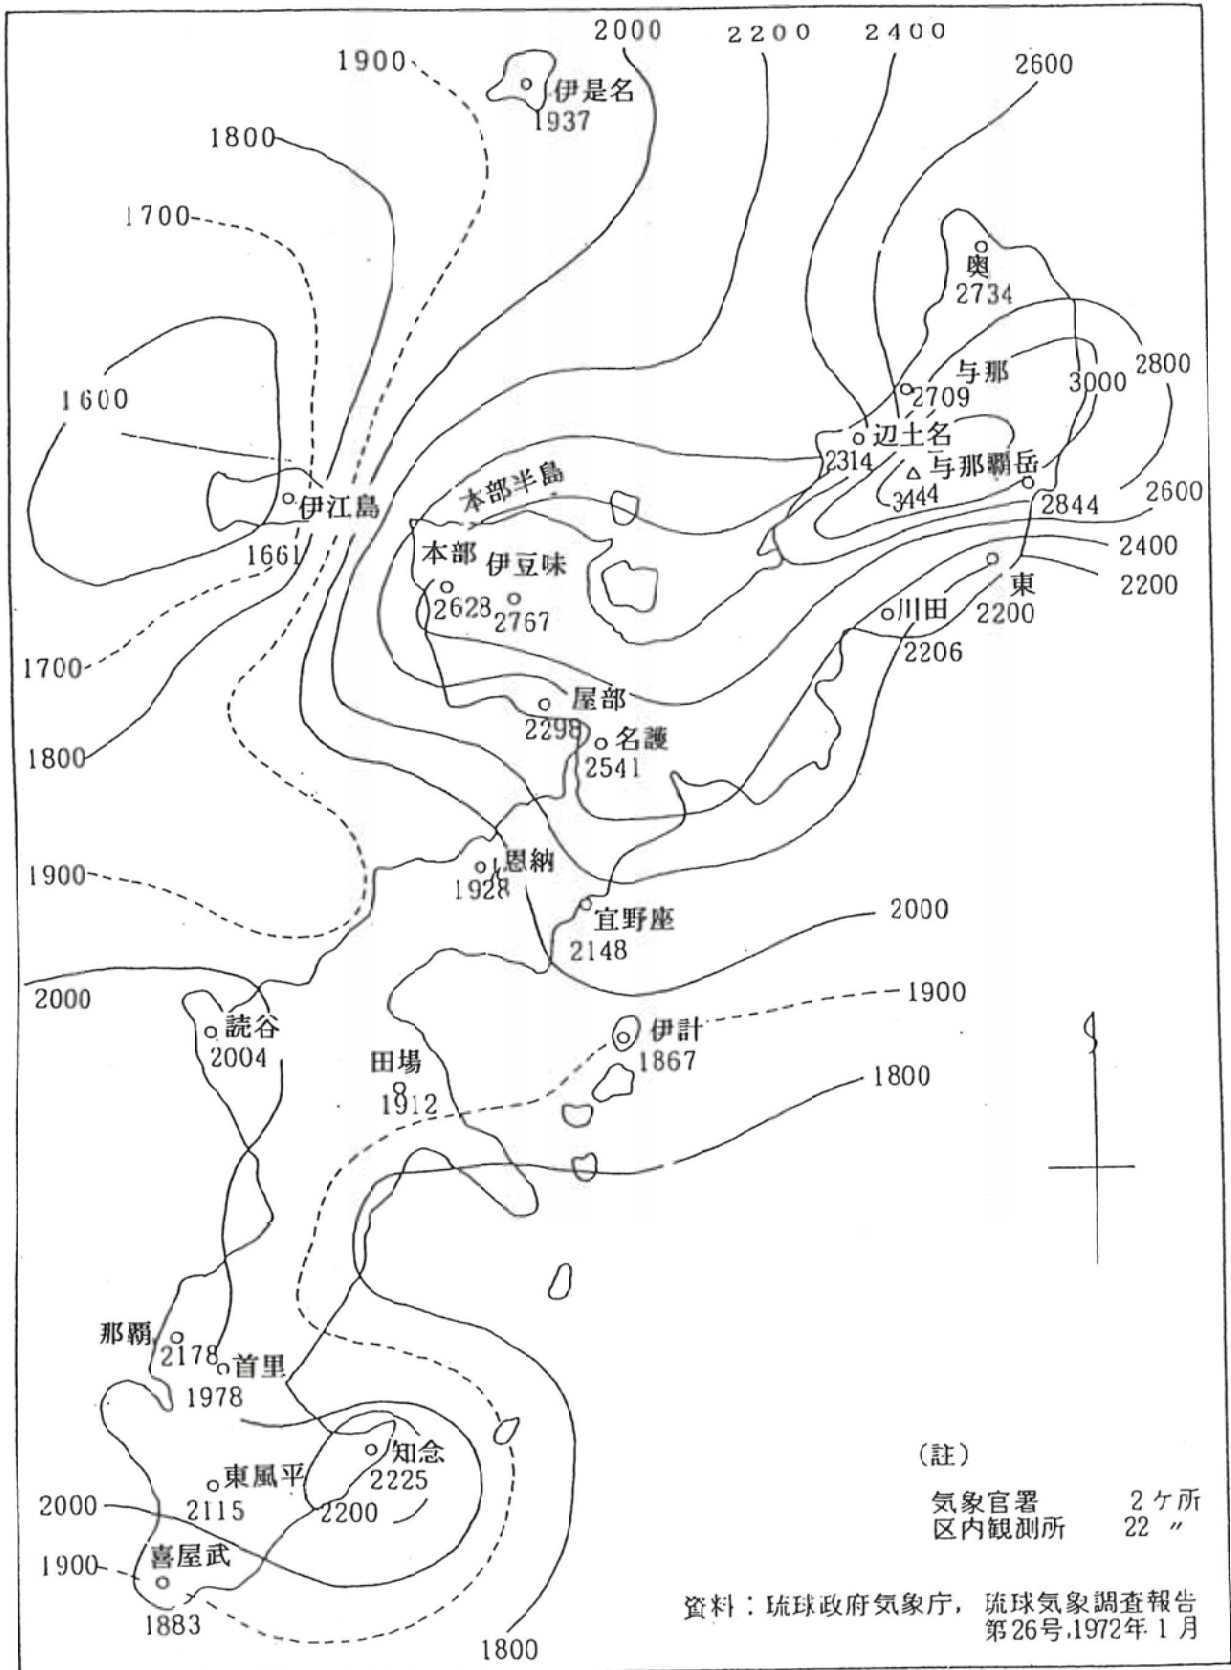 2000
2200
2400
1900
2600
伊是名
1937
1800
1700
奥
2734
1600
与那
2709
3000
2800
辺土名
2314
与那覇岳
3444
2844
2600
本部半島
伊江島
1661
2400
本部
伊豆味
2628
2767
2200
東
2200
川田
2206
1700
屋部
2298
名護
2541
1800
恩納
1928
1900
宜野座
2148
2000
2000
1900
読谷
2004
伊計
1867
田場
1912
1800
那覇
2178
首里
1978
知念
2225
東風平
2115
2200
2000
1900
喜屋武
1883
1800
(註)
気象官署 2ケ所
区内観測所 22 〃
資料：琉球政府気象庁, 琉球気象調査報告
第26号,1972年1月